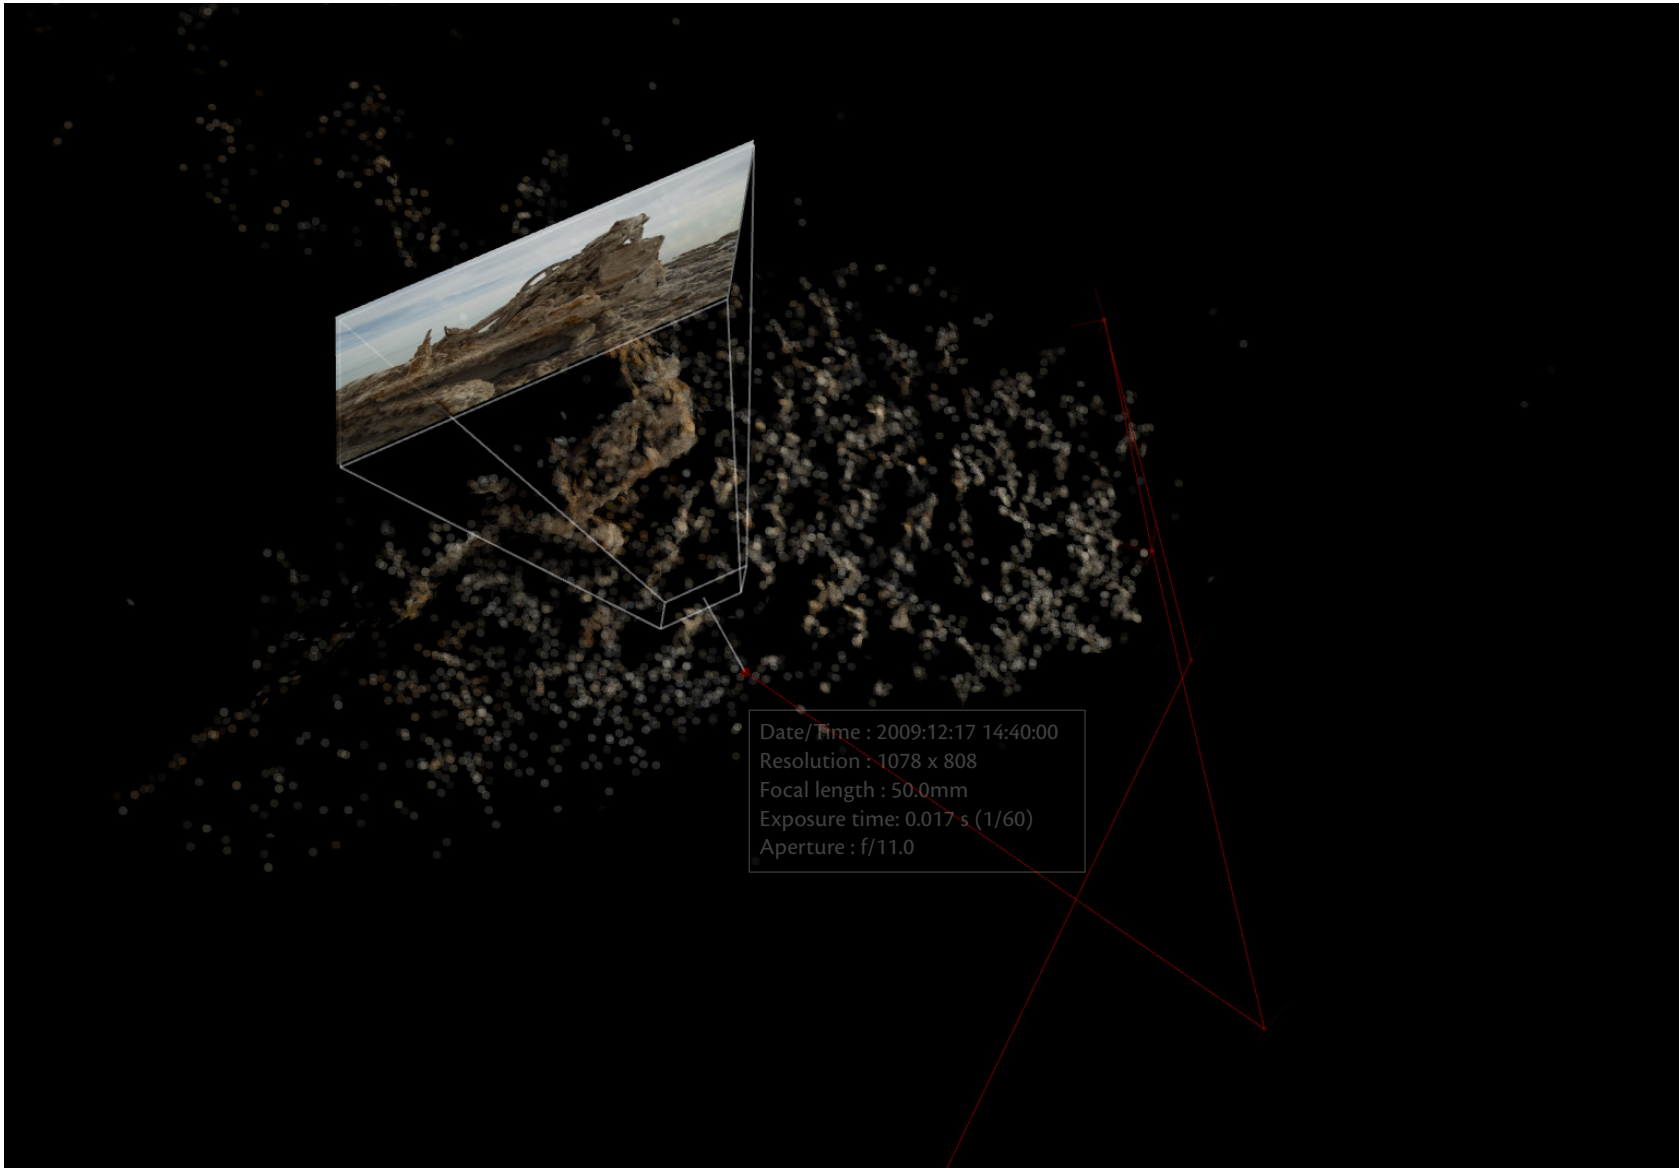 Date/Time : 2009:12:17 14:40:00
Resolution : 1078 x 808
Focal length : 50.0mm
Exposure time: 0.017 s (1/60)
Aperture : f/11.0